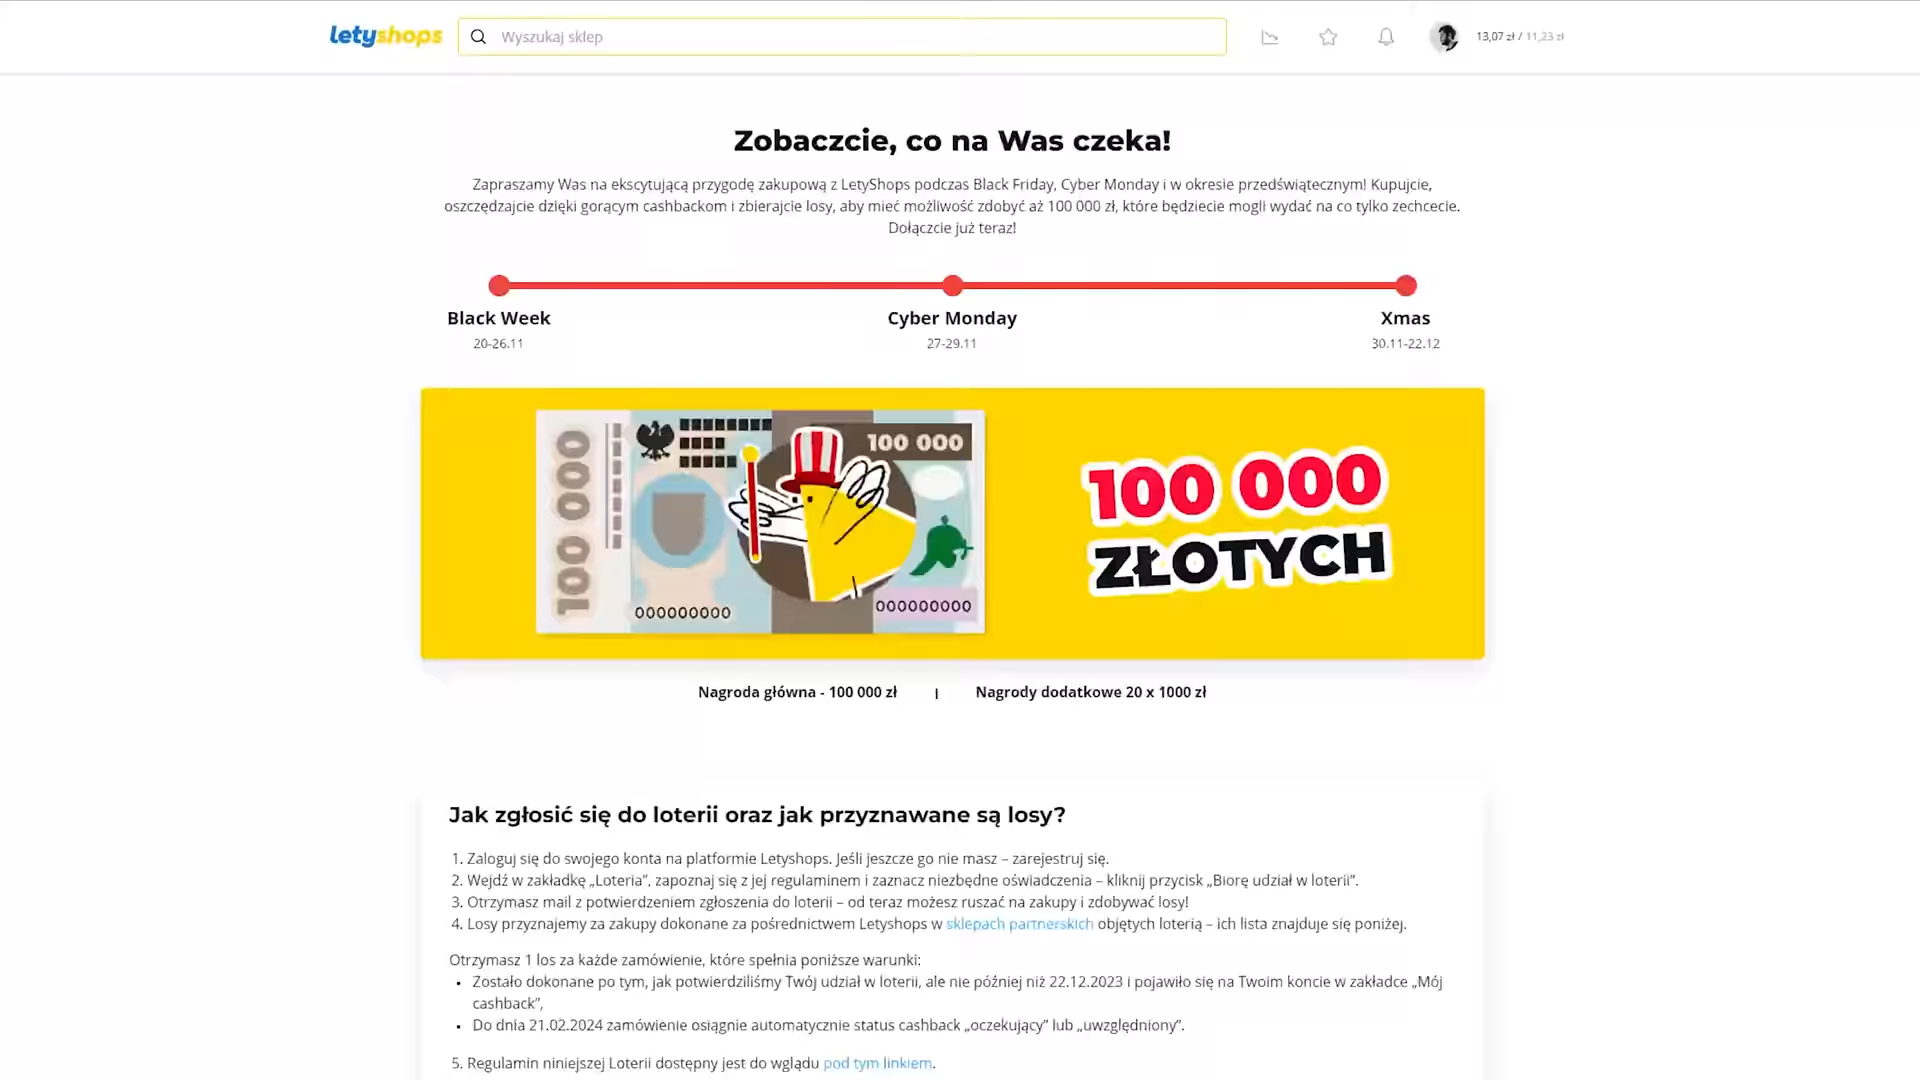 letyshops
Wyszukaj sklep
13,07 zł / 11,23 zł
Zobaczcie, co na Was czeka!
Zapraszamy Was na ekscytującą przygodę zakupową z LetyShops podczas Black Friday, Cyber Monday i w okresie przedświątecznym! Kupujcie,
oszczędzajcie dzięki gorącym cashbackom i zbierajcie losy, aby mieć możliwość zdobyć aż 100 000 zł, które będziecie mogli wydać na co tylko zechcecie.
Dołączcie już teraz!
Black Week
20-26.11
Cyber Monday
27-29.11
Xmas
30.11-22.12
100 000
100 000
000000000
000000000
100 000
ZŁOTYCH
Nagroda główna - 100 000 zł | Nagrody dodatkowe 20 x 1000 zł
Jak zgłosić się do loterii oraz jak przyznawane są losy?
1. Zaloguj się do swojego konta na platformie Letyshops. Jeśli jeszcze go nie masz – zarejestruj się.
2. Wejdź w zakładkę „Loteria”, zapoznaj się z jej regulaminem i zaznacz niezbędne oświadczenia – kliknij przycisk „Biorę udział w loterii”.
3. Otrzymasz mail z potwierdzeniem zgłoszenia do loterii – od teraz możesz ruszać na zakupy i zdobywać losy!
4. Losy przyznajemy za zakupy dokonane za pośrednictwem Letyshops w sklepach partnerskich objętych loterią – ich lista znajduje się poniżej.
Otrzymasz 1 los za każde zamówienie, które spełnia poniższe warunki:
• Zostało dokonane po tym, jak potwierdziliśmy Twój udział w loterii, ale nie później niż 22.12.2023 i pojawiło się na Twoim koncie w zakładce „Mój
cashback”,
• Do dnia 21.02.2024 zamówienie osiągnie automatycznie status cashback „oczekujący” lub „uwzględniony”.
5. Regulamin niniejszej Loterii dostępny jest do wglądu pod tym linkiem.